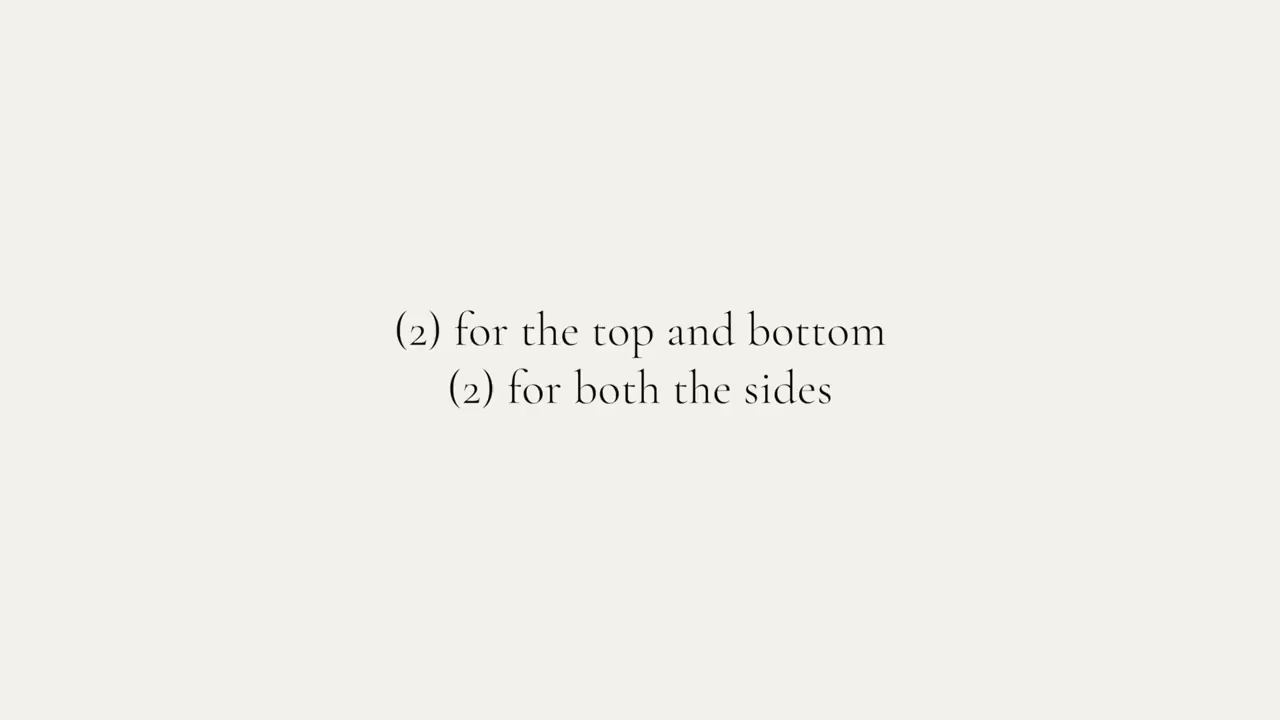 (2) for the top and bottom
(2) for both the sides